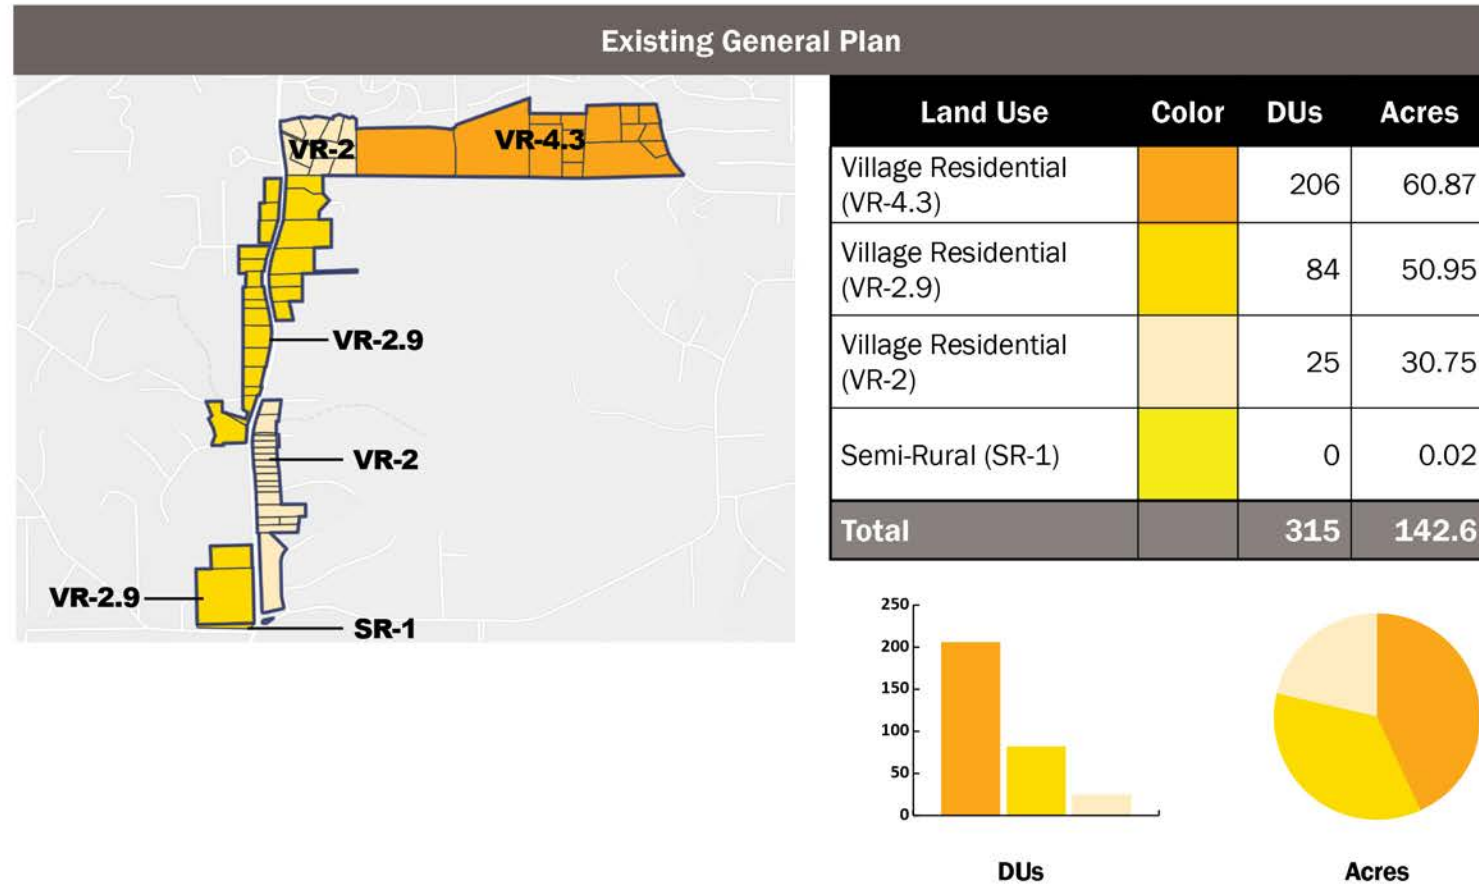 Existing General Plan
VR-2
VR-4.3
VR-2.9
VR-2
VR-2.9
SR-1
Land Use Color DUs Acres
Village Residential
(VR-4.3) 206 60.87
Village Residential
(VR-2.9) 84 50.95
Village Residential
(VR-2) 25 30.75
Semi-Rural (SR-1) 0 0.02
Total 315 142.6
250
200
150
100
50
0
DUs
Acres